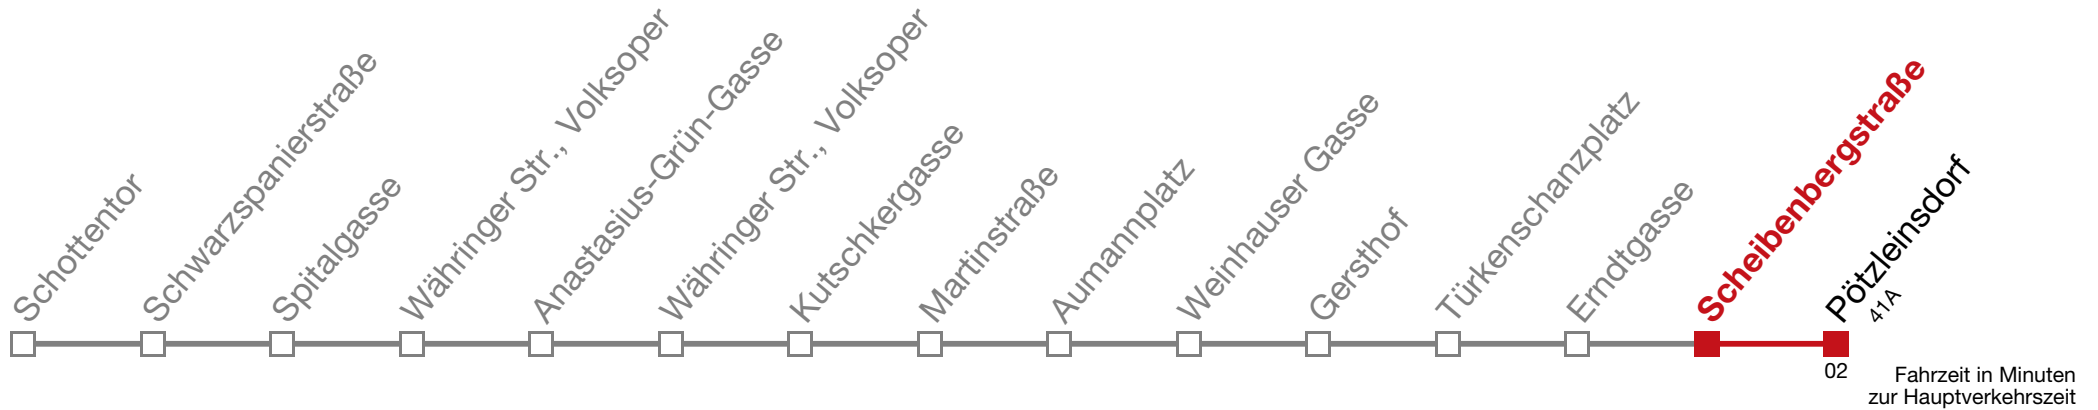 Schottentor
Schwarzspanierstraße
Spitalgasse
Währinger Str., Volksoper
Anastasius-Grün-Gasse
Währinger Str., Volksoper
Kutschkergasse
Martinstraße
Aumannplatz
Weinhauser Gasse
Gersthof
Türkenschanzplatz
Erndtgasse
Scheibenbergstraße
Pötzleinsdorf
41A
02
Fahrzeit in Minuten
zur Hauptverkehrszeit